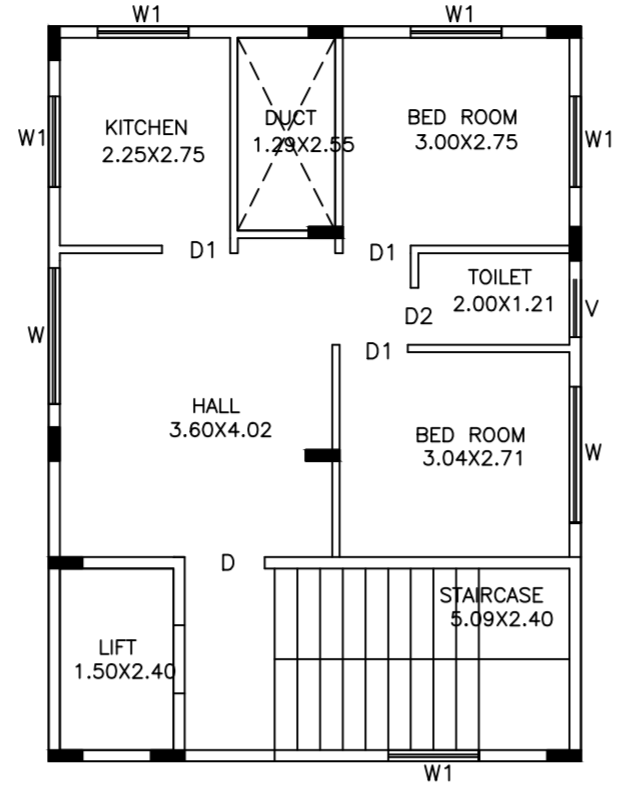 W1
W1
KITCHEN
2.25X2.75
DUCT
1.29X2.55
BED ROOM
3.00X2.75
W1
W1
D1
D1
TOILET
2.00X1.21
D2
V
W
D1
HALL
3.60X4.02
BED ROOM
3.04X2.71
W
D
STAIRCASE
5.09X2.40
LIFT
1.50X2.40
W1